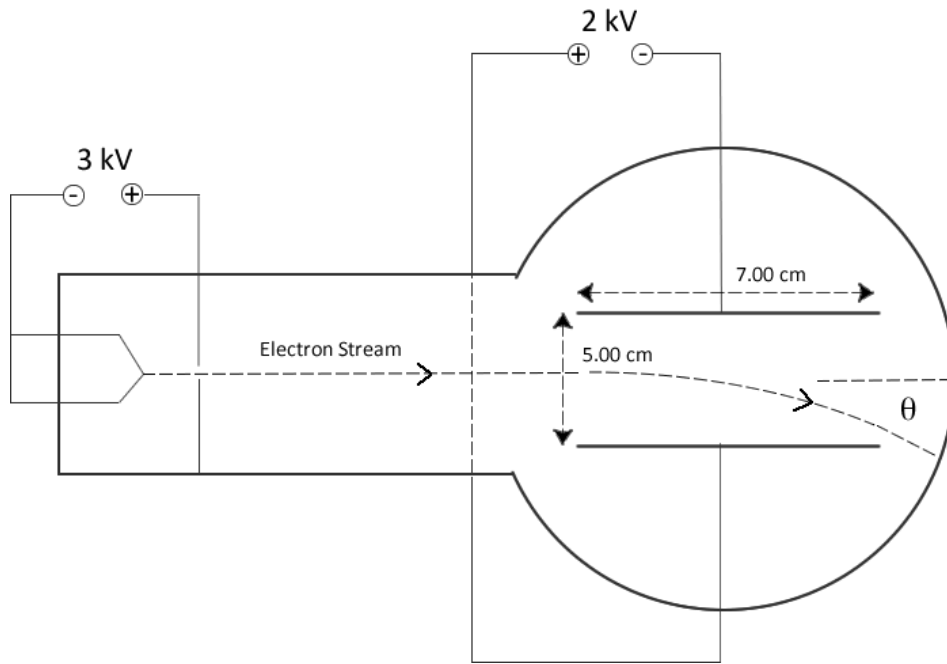 2 kV
+ -
3 kV
- +
7.00 cm
Electron Stream
5.00 cm
θ